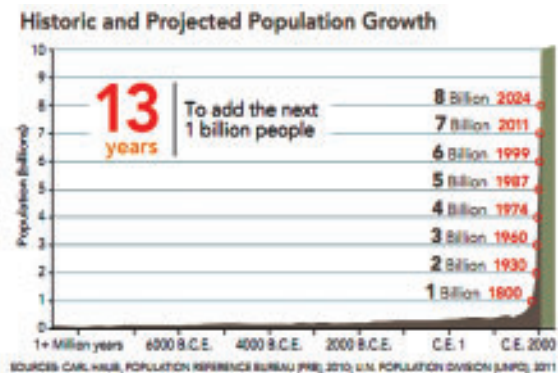 Historic and Projected Population Growth
Population (billions)
10
9
8
7
6
5
4
3
2
1
0
13
years
To add the next
1 billion people
8 Billion 2024
7 Billion 2011
6 Billion 1999
5 Billion 1987
4 Billion 1974
3 Billion 1960
2 Billion 1930
1 Billion 1800
1+ Million years 6000 B.C.E. 4000 B.C.E. 2000 B.C.E. C.E. 1 C.E. 2000
SOURCES: CARL HAUB, POPULATION REFERENCE BUREAU (PRB), 2010; U.N. POPULATION DIVISION (UNPD), 2011